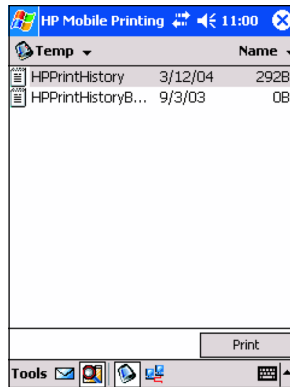 HP Mobile Printing 11:00
Temp Name
HPPrintHistory 3/12/04 292B
HPPrintHistoryB... 9/3/03 0B
Print
Tools